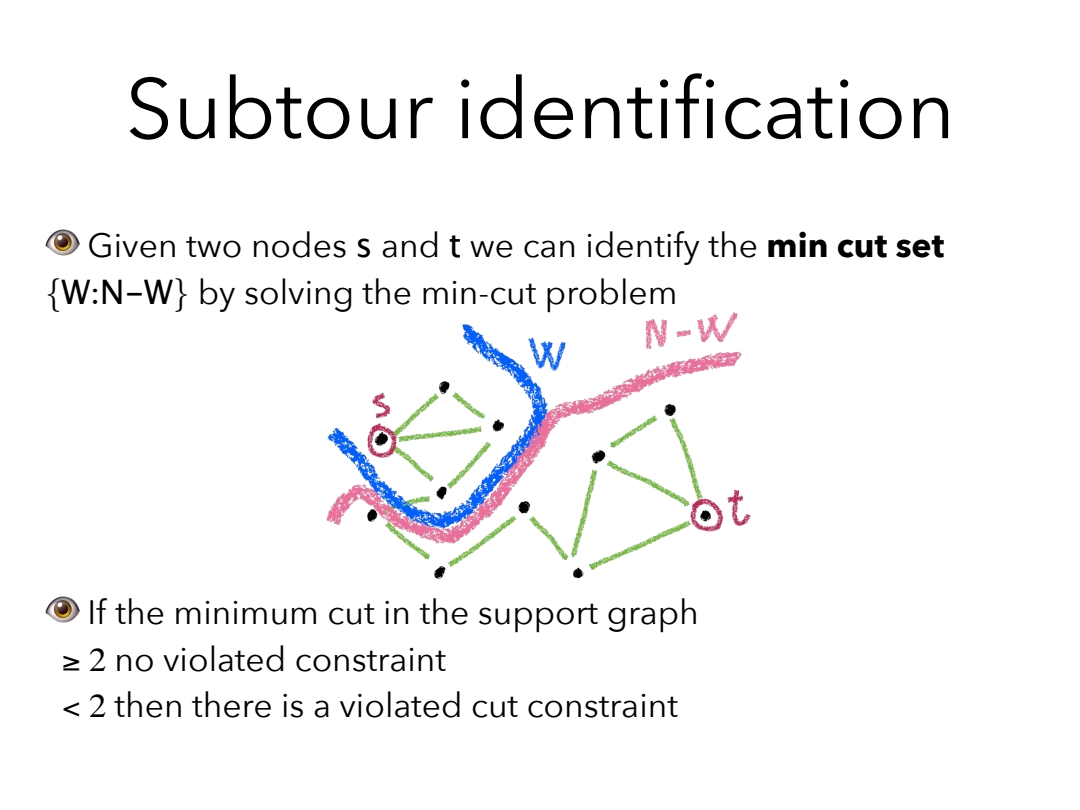 Subtour identification
👁 Given two nodes s and t we can identify the min cut set
{W:N−W} by solving the min-cut problem
N-W
W
s
t
👁 If the minimum cut in the support graph
≥ 2 no violated constraint
< 2 then there is a violated cut constraint